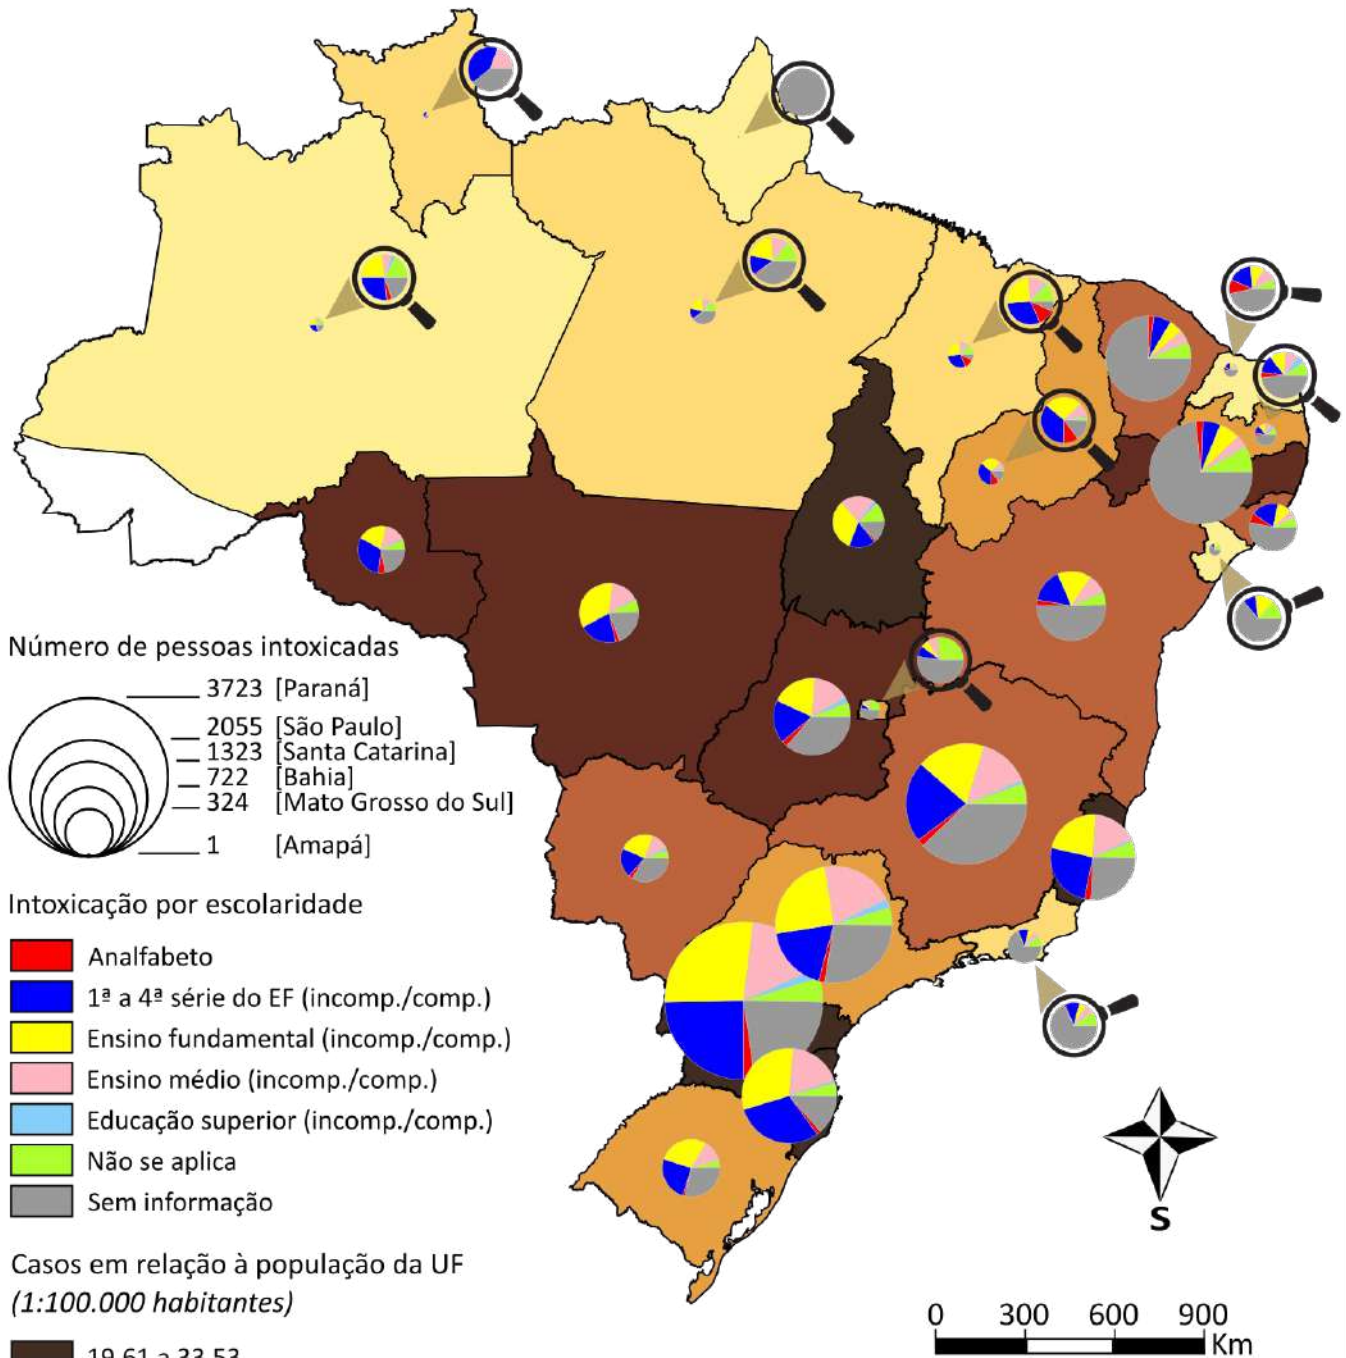 Número de pessoas intoxicadas
3723 [Paraná]
2055 [São Paulo]
1323 [Santa Catarina]
722 [Bahia]
324 [Mato Grosso do Sul]
1 [Amapá]
Intoxicação por escolaridade
Analfabeto
1ª a 4ª série do EF (incomp./comp.)
Ensino fundamental (incomp./comp.)
Ensino médio (incomp./comp.)
Educação superior (incomp./comp.)
Não se aplica
Sem informação
Casos em relação à população da UF
(1:100.000 habitantes)
19,61 a 33,53
S
0 300 600 900
Km